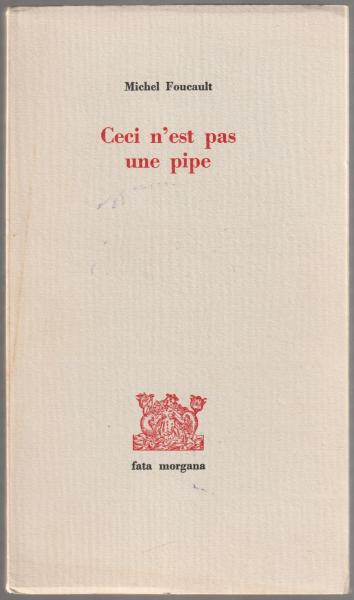 Michel Foucault
Ceci n'est pas
une pipe
fata morgana